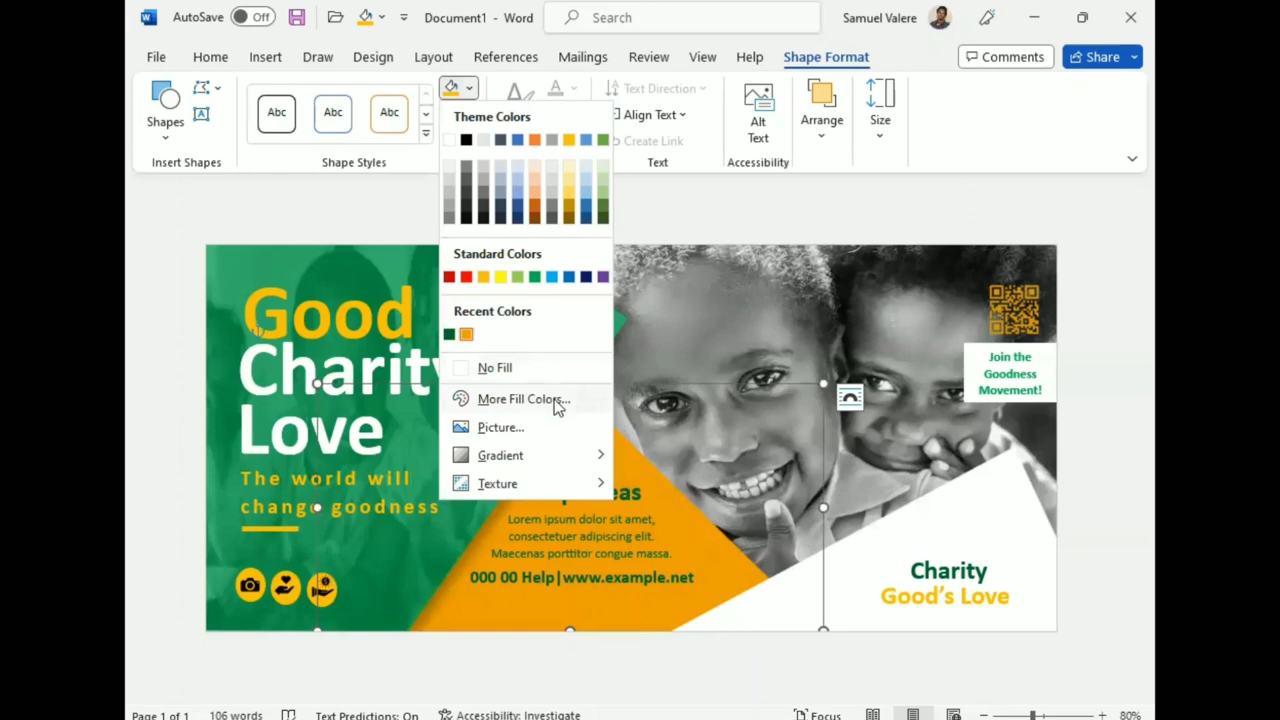 AutoSave Off Document1 - Word Search Samuel Valere
File Home Insert Draw Design Layout References Mailings Review View Help Shape Format Comments Share
Shapes
Insert Shapes
Abc Abc Abc
Shape Styles
Text Direction
Align Text
Create Link
Text
Alt
Text
Accessibility
Arrange
Size
Theme Colors
Standard Colors
Recent Colors
No Fill
More Fill Colors...
Picture...
Gradient
Texture
Good
Charity
Love
The world will
change goodness
Lorem ipsum dolor sit amet,
consectetuer adipiscing elit.
Maecenas porttitor congue massa.
000 00 Help|www.example.net
Join the
Goodness
Movement!
Charity
Good's Love
Page 1 of 1 106 words Text Predictions: On Accessibility: Investigate Focus 80%